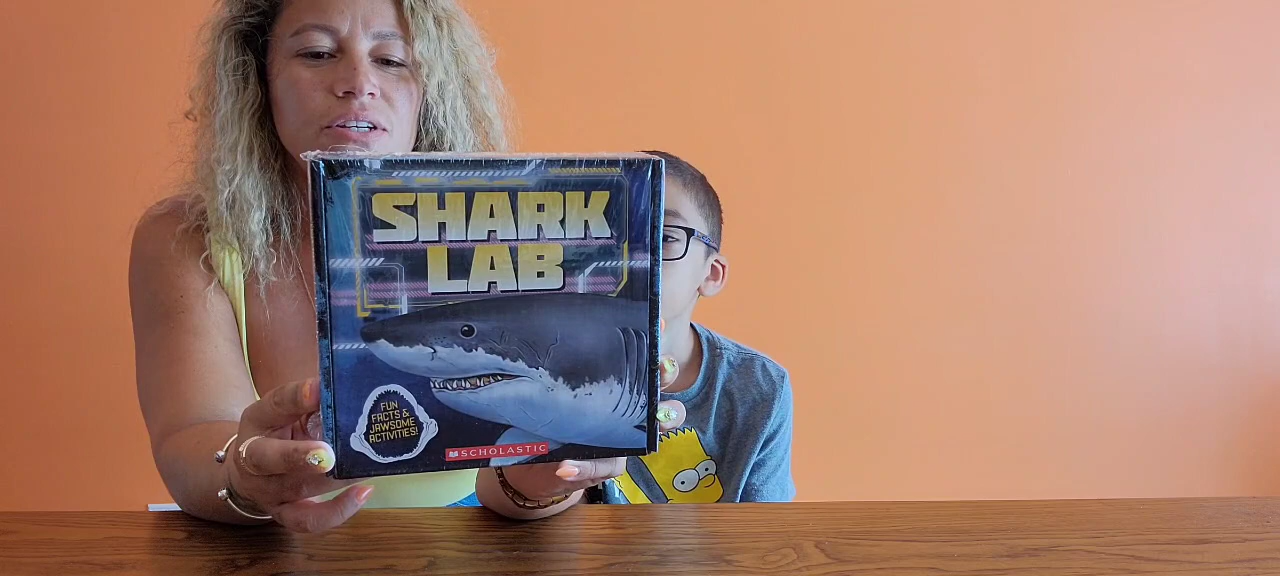 SHARK
LAB
FUN
FACTS &
JAWSOME
ACTIVITIES!
SCHOLASTIC